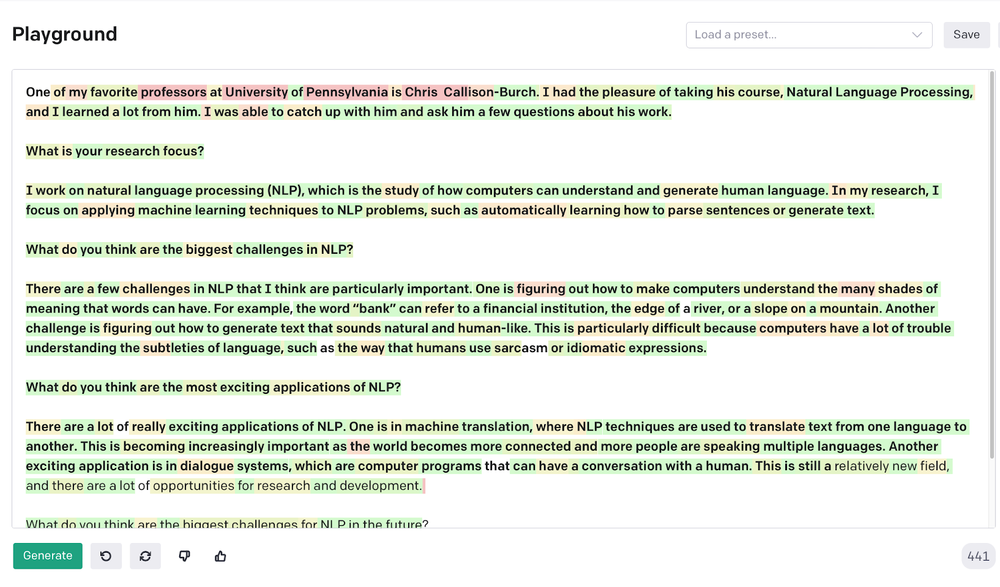 Playground
Load a preset...
Save
One of my favorite professors at University of Pennsylvania is Chris  Callison-Burch. I had the pleasure of taking his course, Natural Language Processing,
and I learned a lot from him. I was able to catch up with him and ask him a few questions about his work.
What is your research focus?
I work on natural language processing (NLP), which is the study of how computers can understand and generate human language. In my research, I
focus on applying machine learning techniques to NLP problems, such as automatically learning how to parse sentences or generate text.
What do you think are the biggest challenges in NLP?
There are a few challenges in NLP that I think are particularly important. One is figuring out how to make computers understand the many shades of
meaning that words can have. For example, the word “bank” can refer to a financial institution, the edge of a river, or a slope on a mountain. Another
challenge is figuring out how to generate text that sounds natural and human-like. This is particularly difficult because computers have a lot of trouble
understanding the subtleties of language, such as the way that humans use sarcasm or idiomatic expressions.
What do you think are the most exciting applications of NLP?
There are a lot of really exciting applications of NLP. One is in machine translation, where NLP techniques are used to translate text from one language to
another. This is becoming increasingly important as the world becomes more connected and more people are speaking multiple languages. Another
exciting application is in dialogue systems, which are computer programs that can have a conversation with a human. This is still a relatively new field,
and there are a lot of opportunities for research and development.
What do you think are the biggest challenges for NLP in the future?
Generate
441